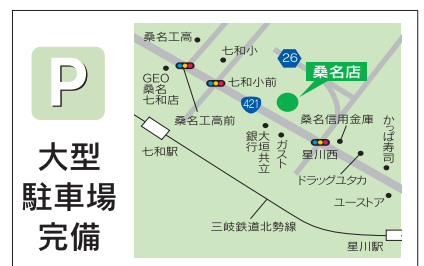 P
大型
駐車場
完備
桑名工高
七和小
26
桑名店
GEO
桑名
七和店
七和小前
421
桑名工高前
大垣共立
銀行
ガスト
桑名信用金庫
かっぱ寿司
七和駅
星川西
ドラッグユタカ
ユーストア
三岐鉄道北勢線
星川駅